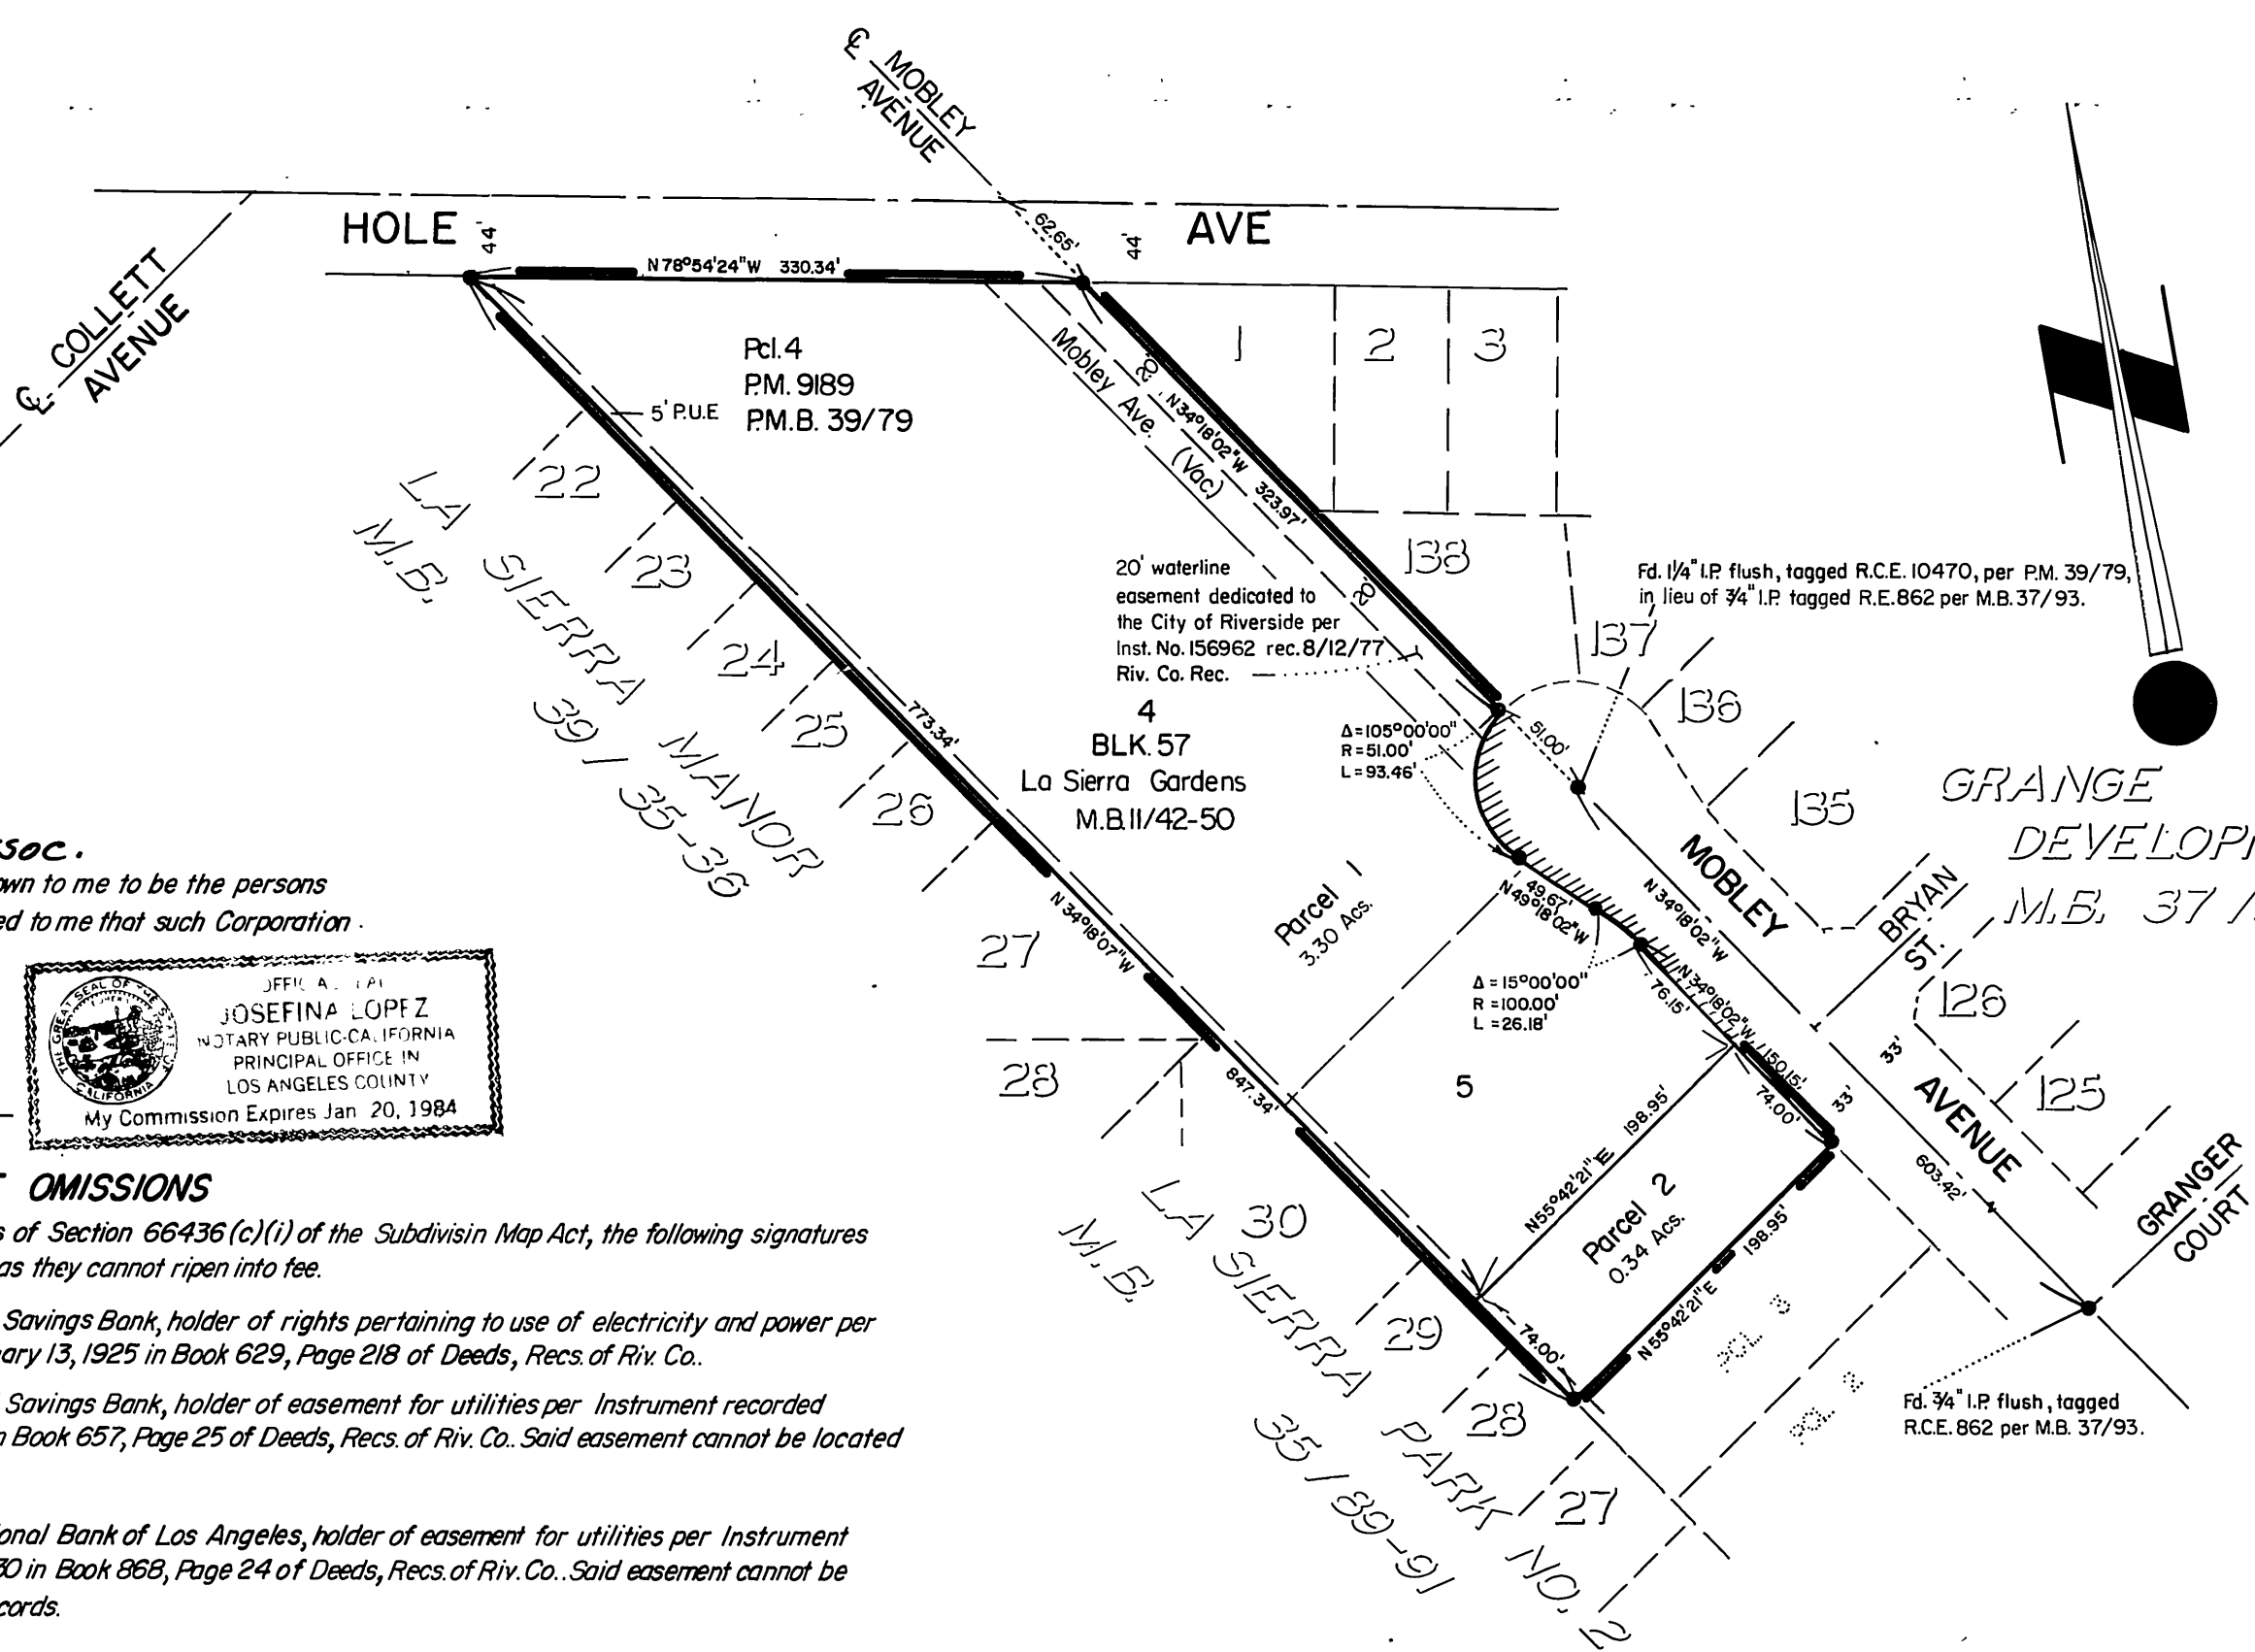 ℄ MOBLEY
AVENUE
HOLE AVE
44'
62.65'
44'
N 78°54'24"W 330.34'
℄ COLLETT
AVENUE
Pcl. 4
P.M. 9189
P.M.B. 39/79
5' P.U.E
Mobley Ave. (Vac.)
20'
N34°18'02"W 323.97'
20'
1
2
3
138
22
23
24
25
26
27
28
LA SIERRA MANOR
M.B. 39 / 35-36
20' waterline
easement dedicated to
the City of Riverside per
Inst. No. 156962 rec. 8/12/77
Riv. Co. Rec.
Fd. 1¼" I.P. flush, tagged R.C.E. 10470, per P.M. 39/79,
in lieu of ¾" I.P. tagged R.E. 862 per M.B. 37/93.
137
136
135
4
BLK. 57
La Sierra Gardens
M.B. 11/42-50
Δ=105°00'00"
R=51.00'
L=93.46'
51.00'
773.34'
GRANGE
DEVELOP
M.B. 37 /
MOBLEY
AVENUE
N 34°18'02"W
BRYAN
ST.
Parcel 1
3.30 Acs.
49.67'
N49°18'02"W
Δ = 15°00'00"
R = 100.00'
L = 26.18'
N34°18'02"W 150.15'
76.15'
74.00'
33'
33'
126
125
603.42'
GRANGER
COURT
N 34°18'07"W
847.34'
5
N55°42'21"E 198.95'
Parcel 2
0.34 Acs.
N55°42'21"E 198.95'
74.00'
30
29
28
27
LA SIERRA PARK NO. 2
M.B. 35 / 89-91
PCL. 3
PCL. 2
Fd. ¾" I.P. flush, tagged
R.C.E. 862 per M.B. 37/93.
soc.
wn to me to be the persons
ed to me that such Corporation
THE GREAT SEAL OF THE STATE OF CALIFORNIA
JOSEFINA LOPEZ
NOTARY PUBLIC-CALIFORNIA
PRINCIPAL OFFICE IN
LOS ANGELES COUNTY
My Commission Expires Jan 20, 1984
OMISSIONS
s of Section 66436 (c)(i) of the Subdivisin Map Act, the following signatures
as they cannot ripen into fee.
Savings Bank, holder of rights pertaining to use of electricity and power per
ary 13, 1925 in Book 629, Page 218 of Deeds, Recs. of Riv. Co..
Savings Bank, holder of easement for utilities per Instrument recorded
n Book 657, Page 25 of Deeds, Recs. of Riv. Co.. Said easement cannot be located
onal Bank of Los Angeles, holder of easement for utilities per Instrument
30 in Book 868, Page 24 of Deeds, Recs. of Riv. Co.. Said easement cannot be
cords.